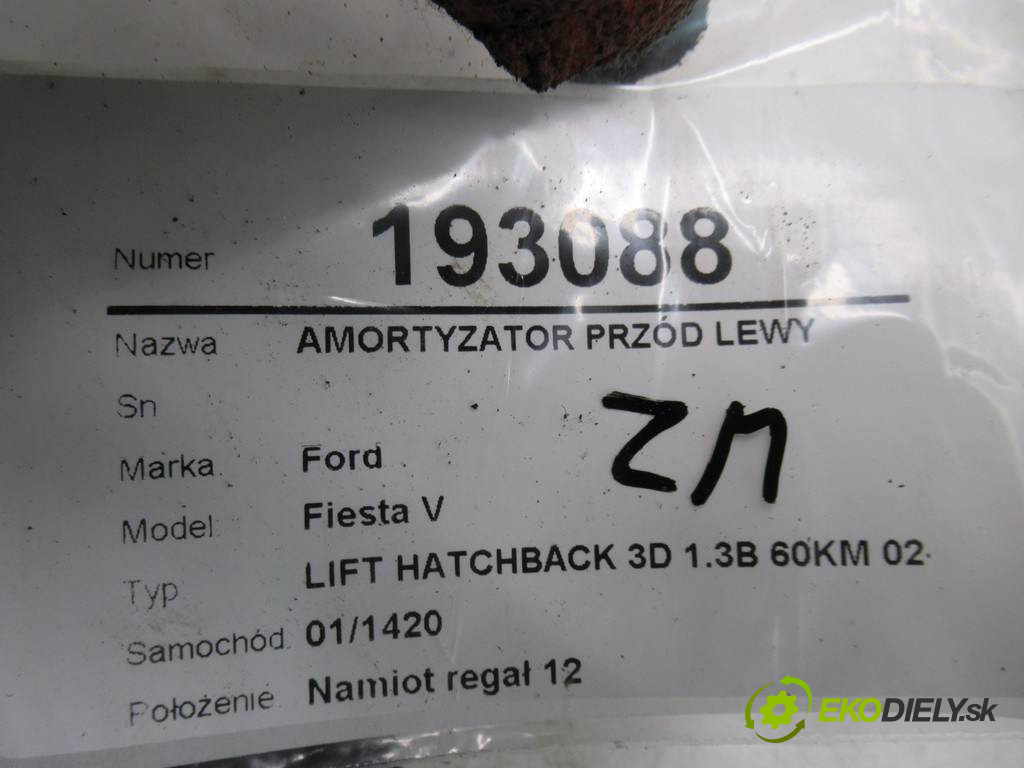 Numer 193088
Nazwa AMORTYZATOR PRZÓD LEWY
Sn
Marka Ford
Model Fiesta V
Typ LIFT HATCHBACK 3D 1.3B 60KM 02-
Samochód 01/1420
Położenie Namiot regał 12
EKODIELY.sk